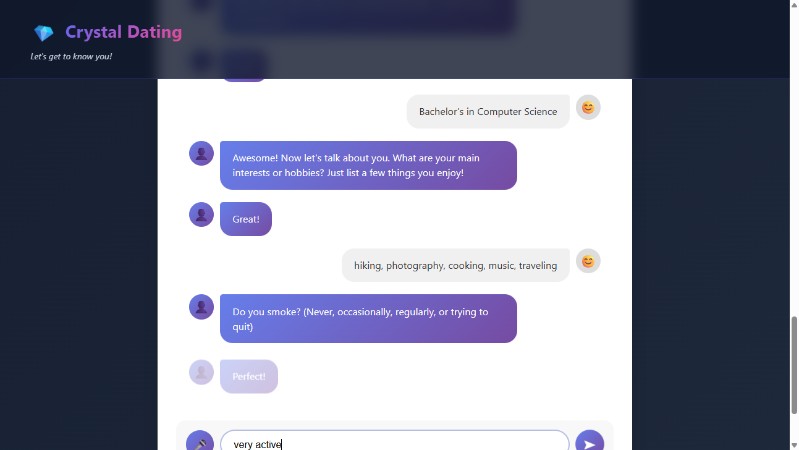 Crystal Dating
Let's get to know you!
Bachelor's in Computer Science
Awesome! Now let's talk about you. What are your main
interests or hobbies? Just list a few things you enjoy!
Great!
hiking, photography, cooking, music, traveling
Do you smoke? (Never, occasionally, regularly, or trying to
quit)
Perfect!
very active